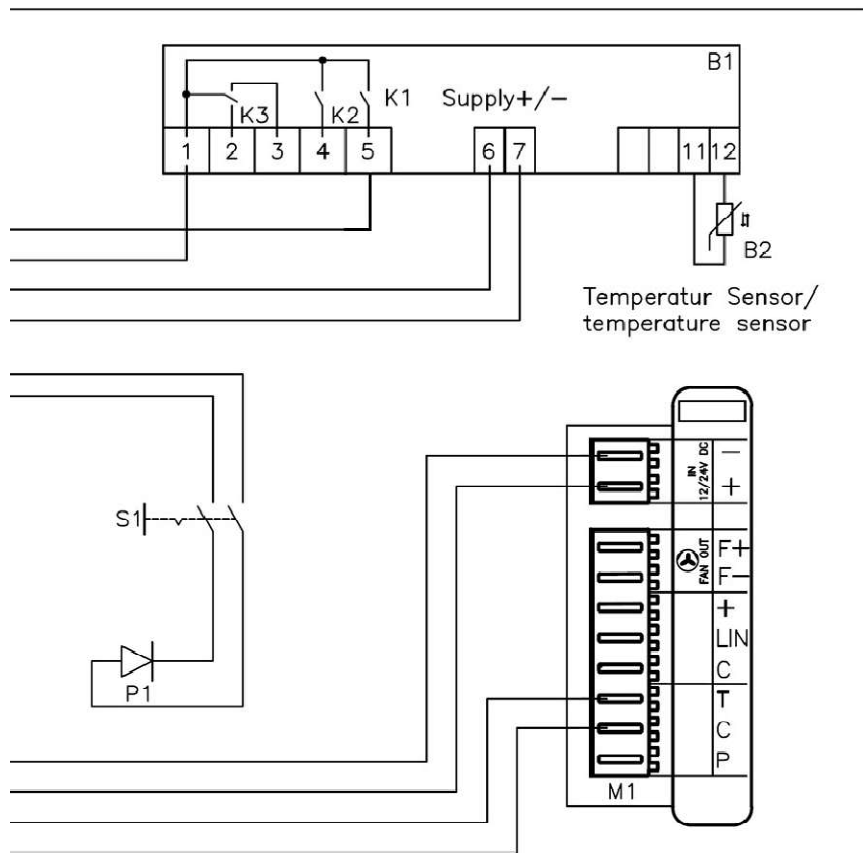 B1
K3
K2
K1
Supply+/−
1
2
3
4
5
6
7
11
12
B2
Temperatur Sensor/
temperature sensor
S1
P1
IN
12/24V DC
−
+
FAN OUT
F+
F−
+
LIN
C
T
C
P
M1